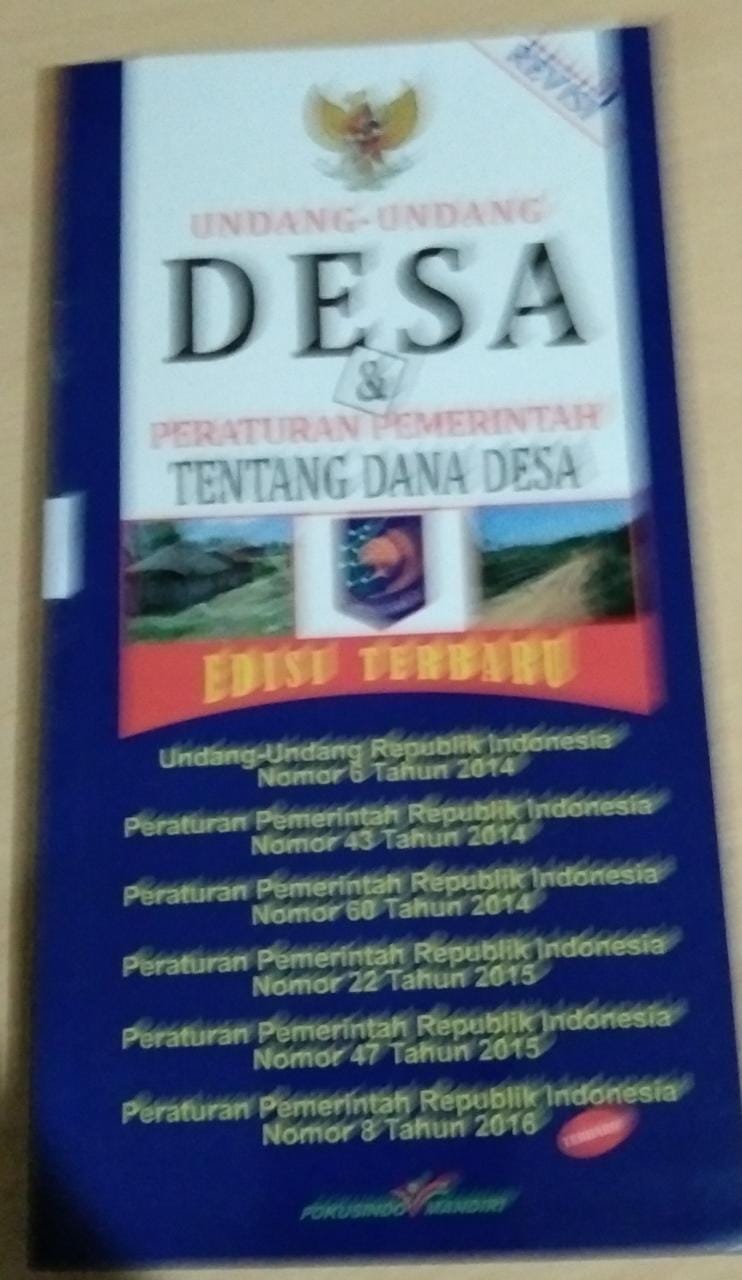 REVISI
UNDANG-UNDANG
DESA
&
PERATURAN PEMERINTAH
TENTANG DANA DESA
EDISI TERBARU
Undang-Undang Republik Indonesia
Nomor 6 Tahun 2014
Peraturan Pemerintah Republik Indonesia
Nomor 43 Tahun 2014
Peraturan Pemerintah Republik Indonesia
Nomor 60 Tahun 2014
Peraturan Pemerintah Republik Indonesia
Nomor 22 Tahun 2015
Peraturan Pemerintah Republik Indonesia
Nomor 47 Tahun 2015
Peraturan Pemerintah Republik Indonesia
Nomor 8 Tahun 2016
TERBARU
FOKUSINDO MANDIRI